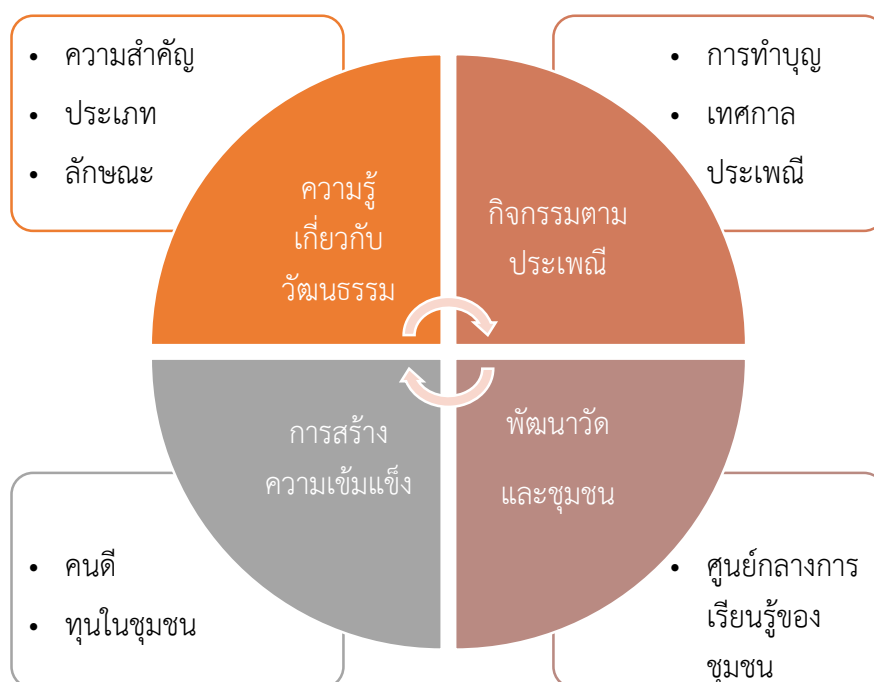 • ความสำคัญ
• ประเภท
• ลักษณะ
ความรู้
เกี่ยวกับ
วัฒนธรรม
• การทำบุญ
• เทศกาล
ประเพณี
กิจกรรมตาม
ประเพณี
การสร้าง
ความเข้มแข็ง
• คนดี
• ทุนในชุมชน
พัฒนาวัด
และชุมชน
• ศูนย์กลางการ
เรียนรู้ของ
ชุมชน